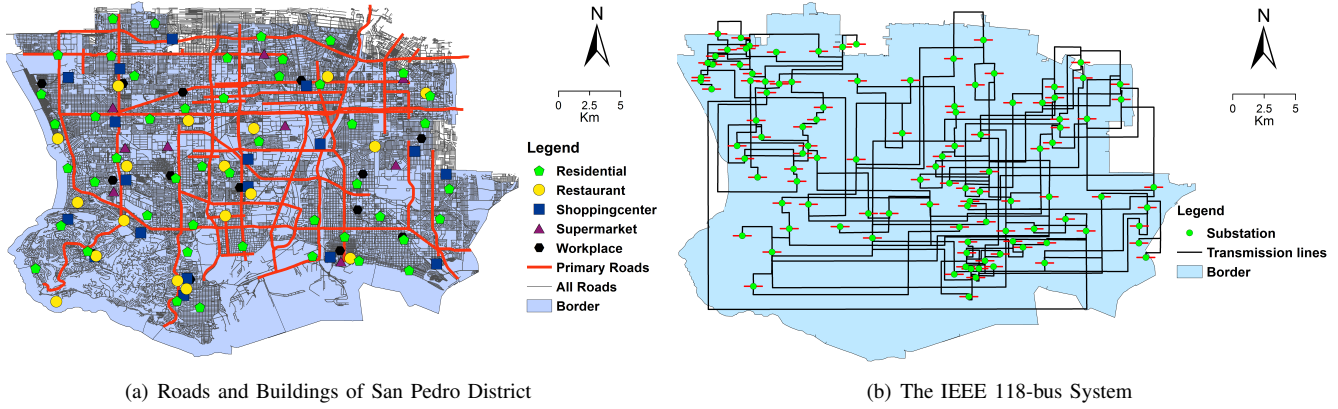 N
0 2.5 5
Km
Legend
Residential
Restaurant
Shoppingcenter
Supermarket
Workplace
Primary Roads
All Roads
Border
(a) Roads and Buildings of San Pedro District
N
0 2.5 5
Km
Legend
Substation
Transmission lines
Border
(b) The IEEE 118-bus System